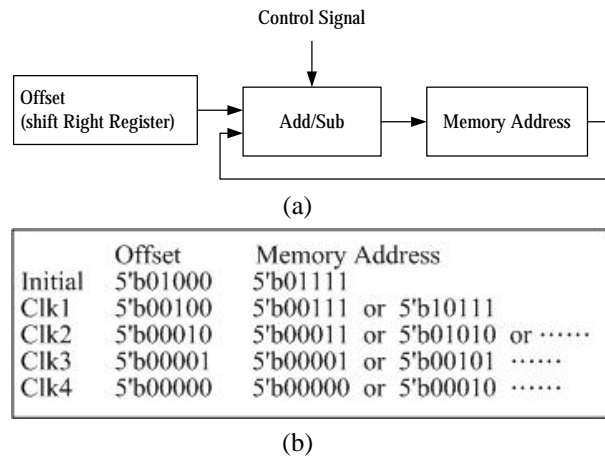 Control Signal
Offset
(shift Right Register)
Add/Sub
Memory Address
(a)
Offset Memory Address
Initial 5'b01000 5'b01111
Clk1 5'b00100 5'b00111 or 5'b10111
Clk2 5'b00010 5'b00011 or 5'b01010 or ······
Clk3 5'b00001 5'b00001 or 5'b00101 ······
Clk4 5'b00000 5'b00000 or 5'b00010 ······
(b)